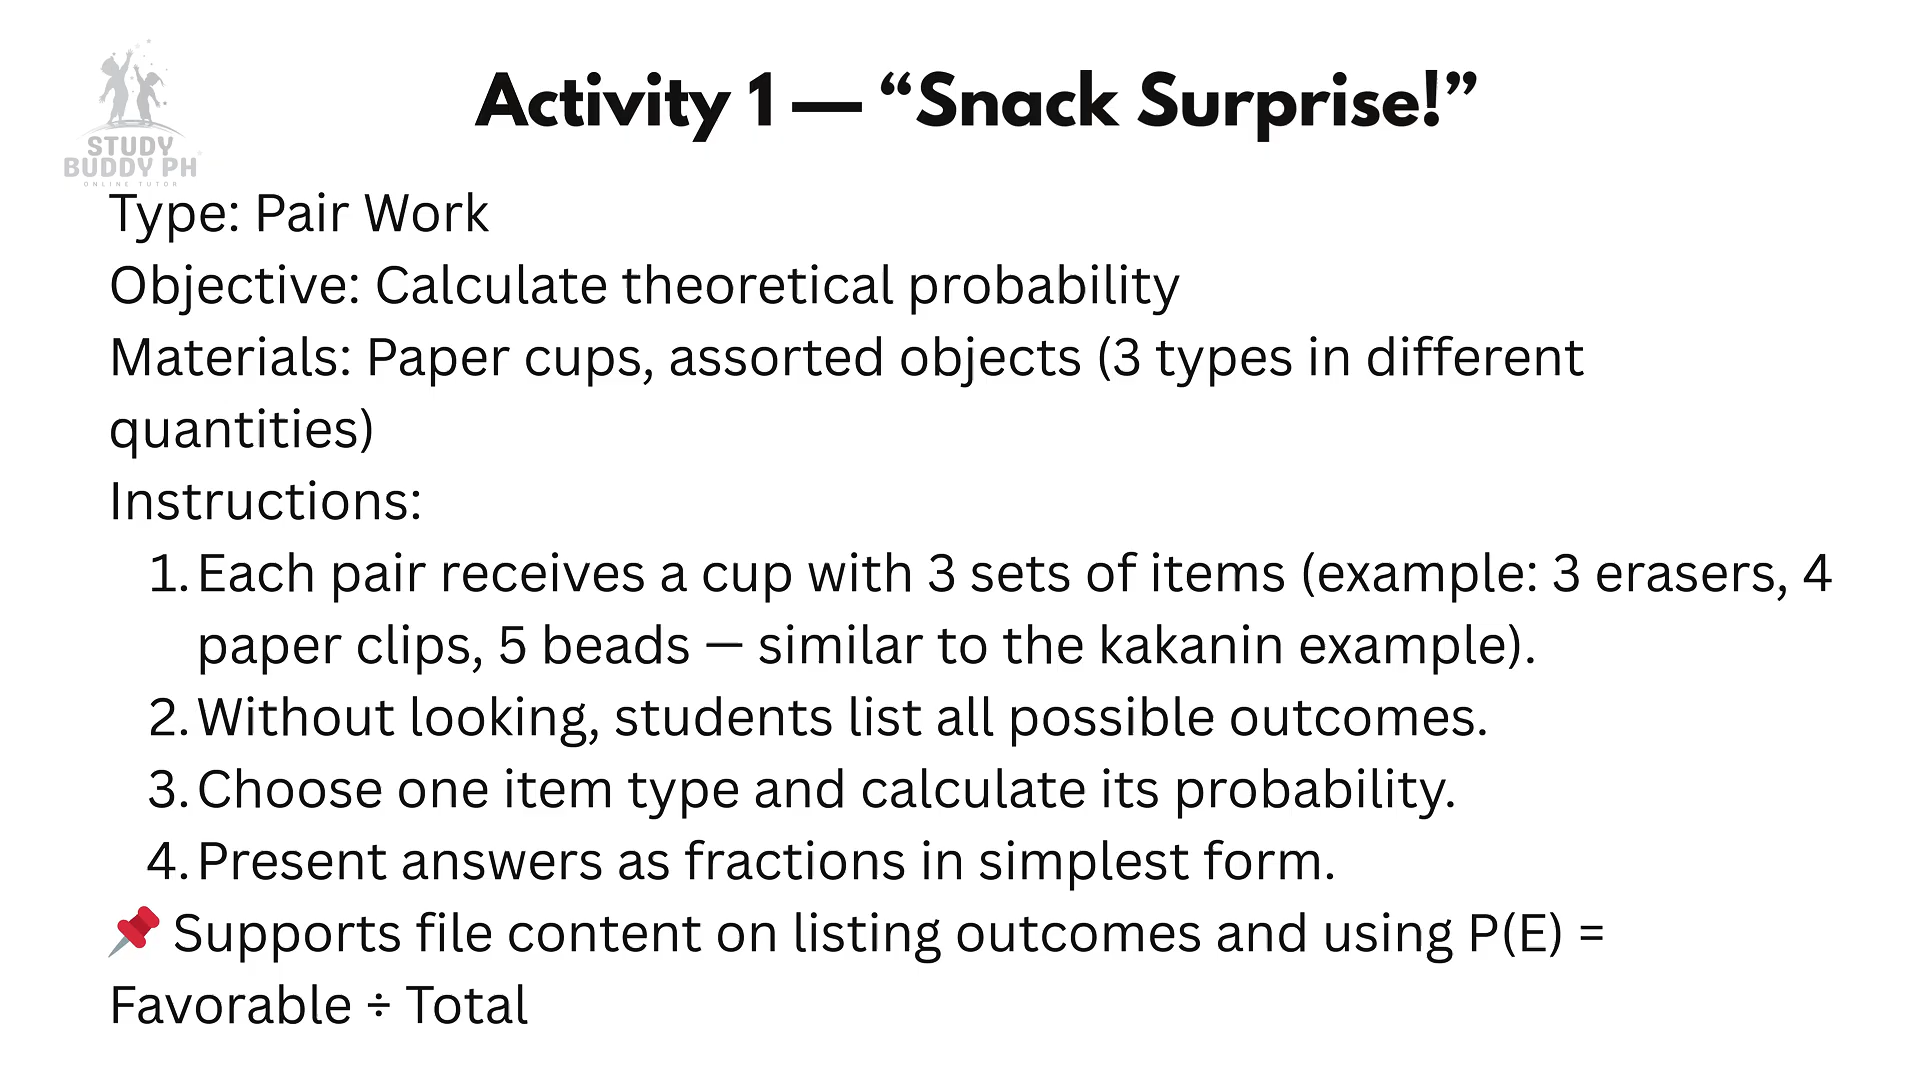 STUDY
BUDDY PH
ONLINE TUTOR
Activity 1 — “Snack Surprise!”
Type: Pair Work
Objective: Calculate theoretical probability
Materials: Paper cups, assorted objects (3 types in different
quantities)
Instructions:
1. Each pair receives a cup with 3 sets of items (example: 3 erasers, 4
paper clips, 5 beads — similar to the kakanin example).
2. Without looking, students list all possible outcomes.
3. Choose one item type and calculate its probability.
4. Present answers as fractions in simplest form.
📌 Supports file content on listing outcomes and using P(E) =
Favorable ÷ Total